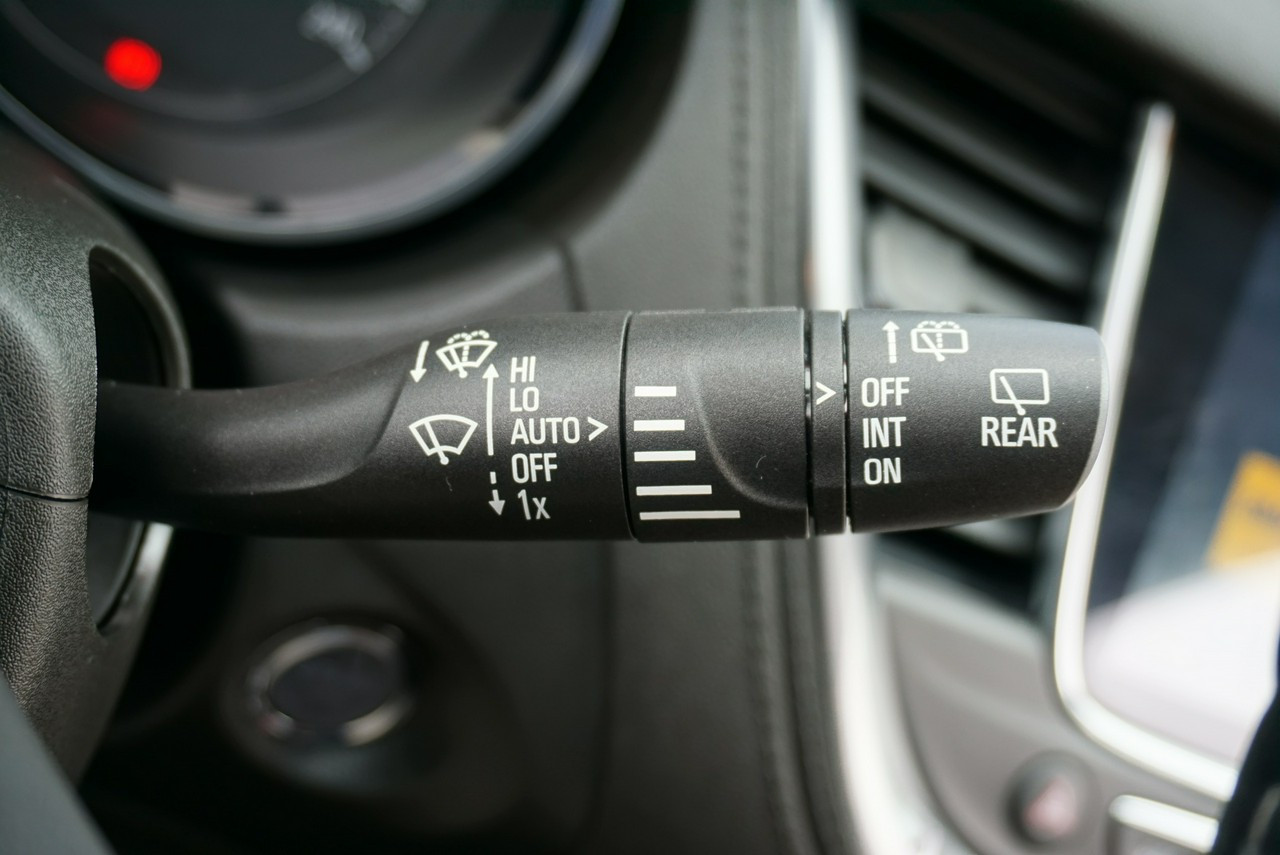 HI
LO
AUTO >
OFF
1x
>
OFF
INT
ON
REAR